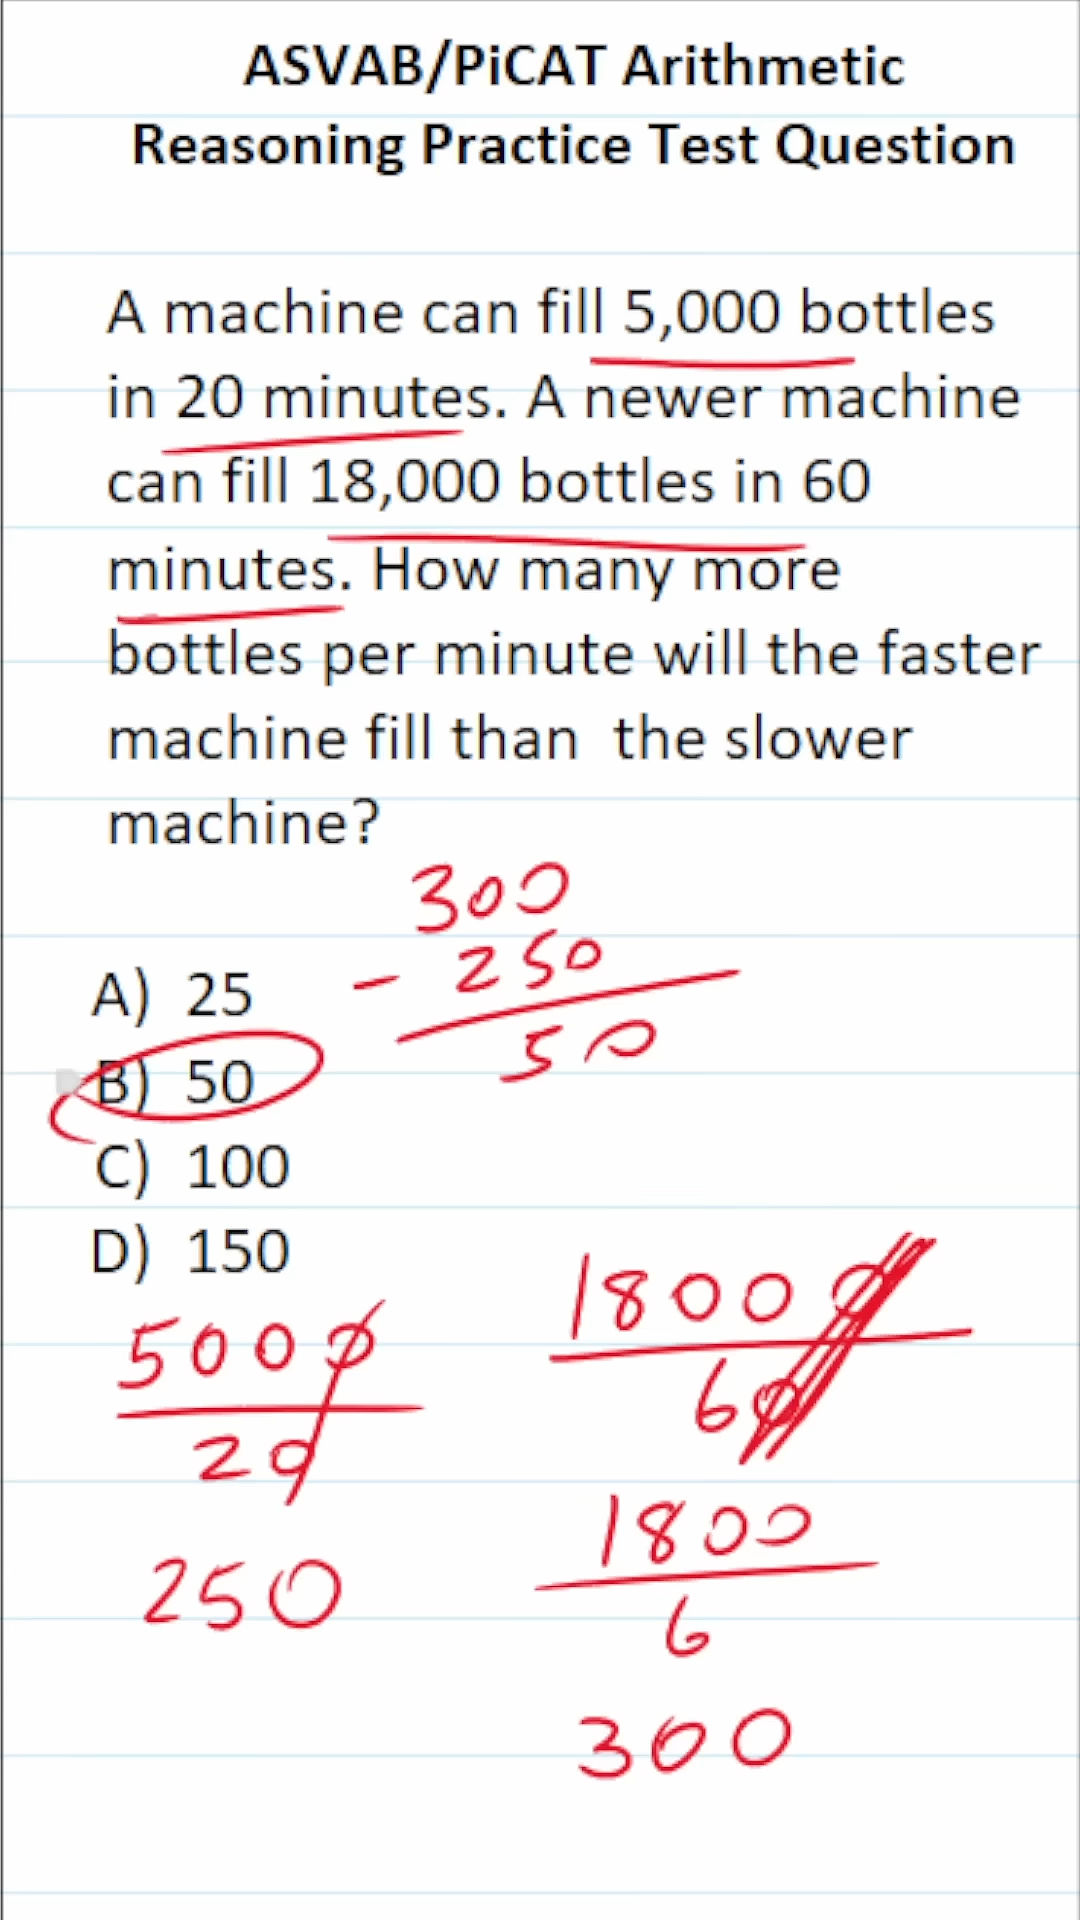 ASVAB/PiCAT Arithmetic
Reasoning Practice Test Question
A machine can fill 5,000 bottles
in 20 minutes. A newer machine
can fill 18,000 bottles in 60
minutes. How many more
bottles per minute will the faster
machine fill than the slower
machine?
300
- 250
50
A) 25
B) 50
C) 100
D) 150
5000
20
250
18000
60
1800
6
300